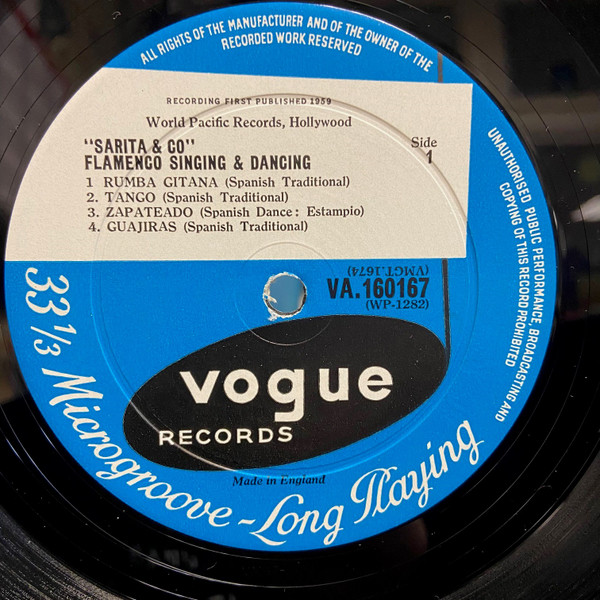 ALL RIGHTS OF THE MANUFACTURER AND OF THE OWNER OF THE
RECORDED WORK RESERVED
RECORDING FIRST PUBLISHED 1959
World Pacific Records, Hollywood
"SARITA & CO"
FLAMENCO SINGING & DANCING
Side
1
1 RUMBA GITANA (Spanish Traditional)
2. TANGO (Spanish Traditional)
3. ZAPATEADO (Spanish Dance: Estampio)
4. GUAJIRAS (Spanish Traditional)
UNAUTHORISED PUBLIC PERFORMANCE, BROADCASTING AND
COPYING OF THIS RECORD PROHIBITED
(VMGT.1674)
VA.160167
(WP-1282)
vogue
RECORDS
Made in England
33 1/3 Microgroove - Long Playing